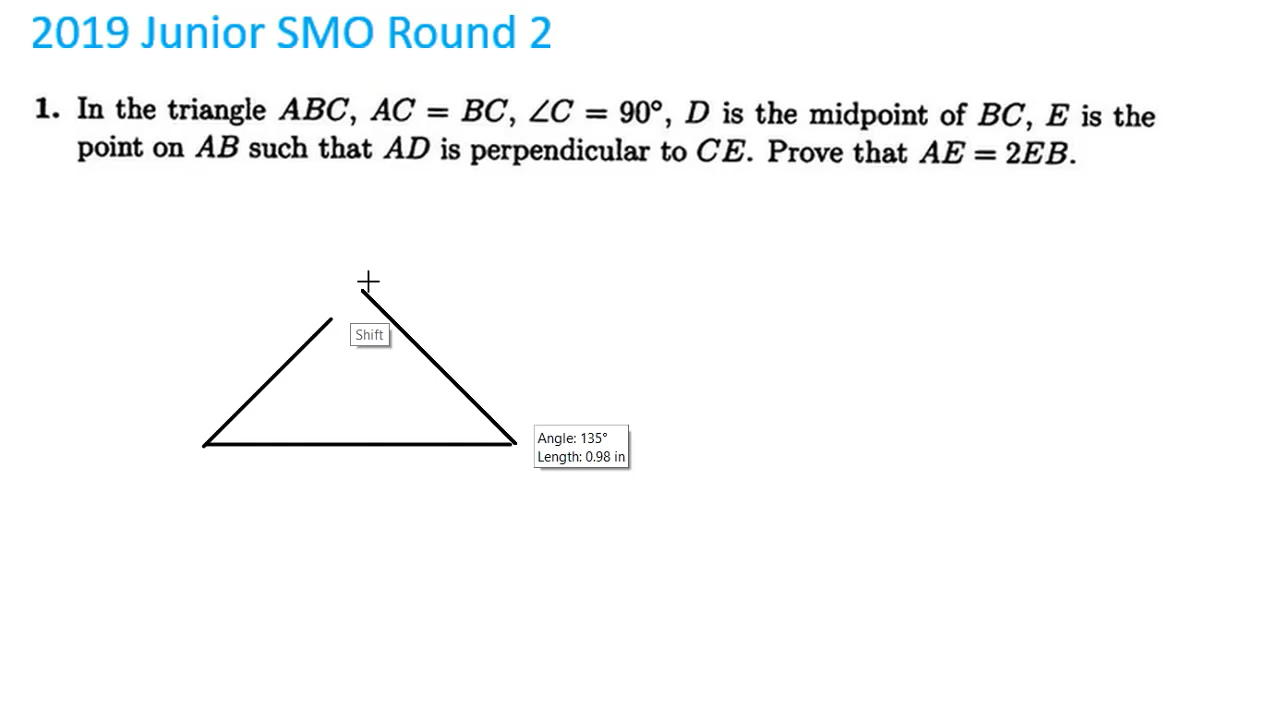 2019 Junior SMO Round 2
1. In the triangle ABC, AC = BC, ∠C = 90°, D is the midpoint of BC, E is the
point on AB such that AD is perpendicular to CE. Prove that AE = 2EB.
Shift
Angle: 135°
Length: 0.98 in